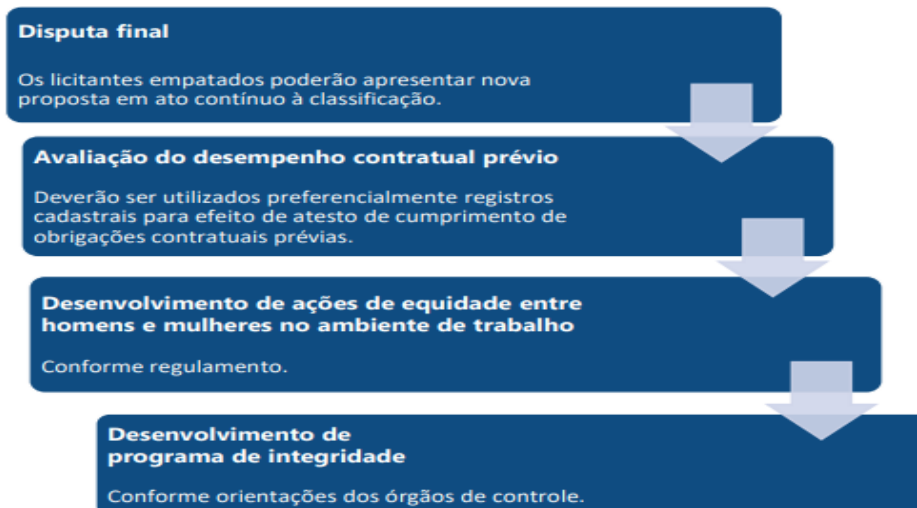 Disputa final
Os licitantes empatados poderão apresentar nova
proposta em ato contínuo à classificação.
Avaliação do desempenho contratual prévio
Deverão ser utilizados preferencialmente registros
cadastrais para efeito de atesto de cumprimento de
obrigações contratuais prévias.
Desenvolvimento de ações de equidade entre
homens e mulheres no ambiente de trabalho
Conforme regulamento.
Desenvolvimento de
programa de integridade
Conforme orientações dos órgãos de controle.